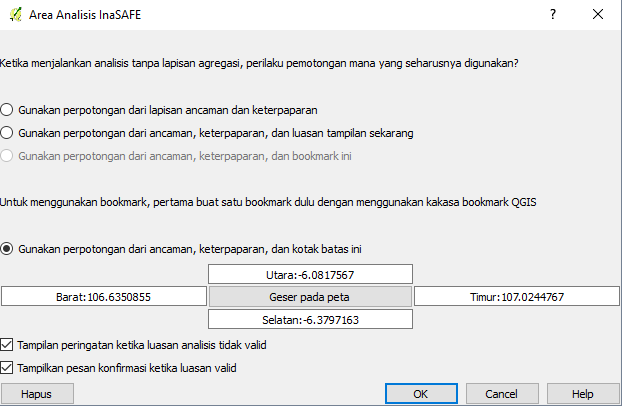 Area Analisis InaSAFE
Ketika menjalankan analisis tanpa lapisan agregasi, perilaku pemotongan mana yang seharusnya digunakan?
Gunakan perpotongan dari lapisan ancaman dan keterpaparan
Gunakan perpotongan dari ancaman, keterpaparan, dan luasan tampilan sekarang
Gunakan perpotongan dari ancaman, keterpaparan, dan bookmark ini
Untuk menggunakan bookmark, pertama buat satu bookmark dulu dengan menggunakan kakasa bookmark QGIS
Gunakan perpotongan dari ancaman, keterpaparan, dan kotak batas ini
Utara:-6.0817567
Barat:106.6350855 Geser pada peta Timur:107.0244767
Selatan:-6.3797163
Tampilan peringatan ketika luasan analisis tidak valid
Tampilkan pesan konfirmasi ketika luasan valid
Hapus OK Cancel Help